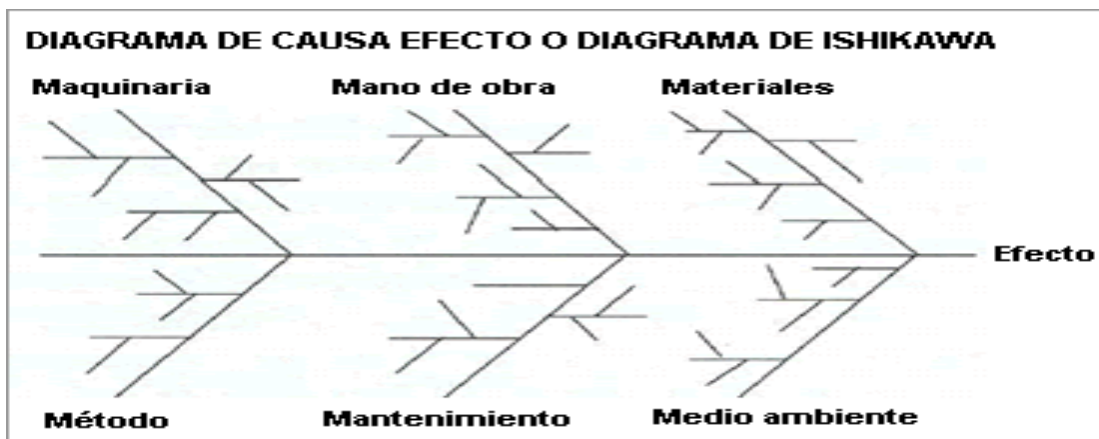 DIAGRAMA DE CAUSA EFECTO O DIAGRAMA DE ISHIKAWA
Maquinaria Mano de obra Materiales
Efecto
Método Mantenimiento Medio ambiente